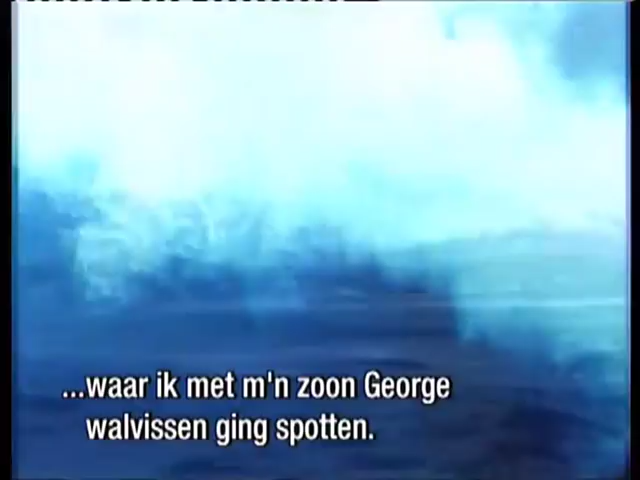 ...waar ik met m'n zoon George
walvissen ging spotten.